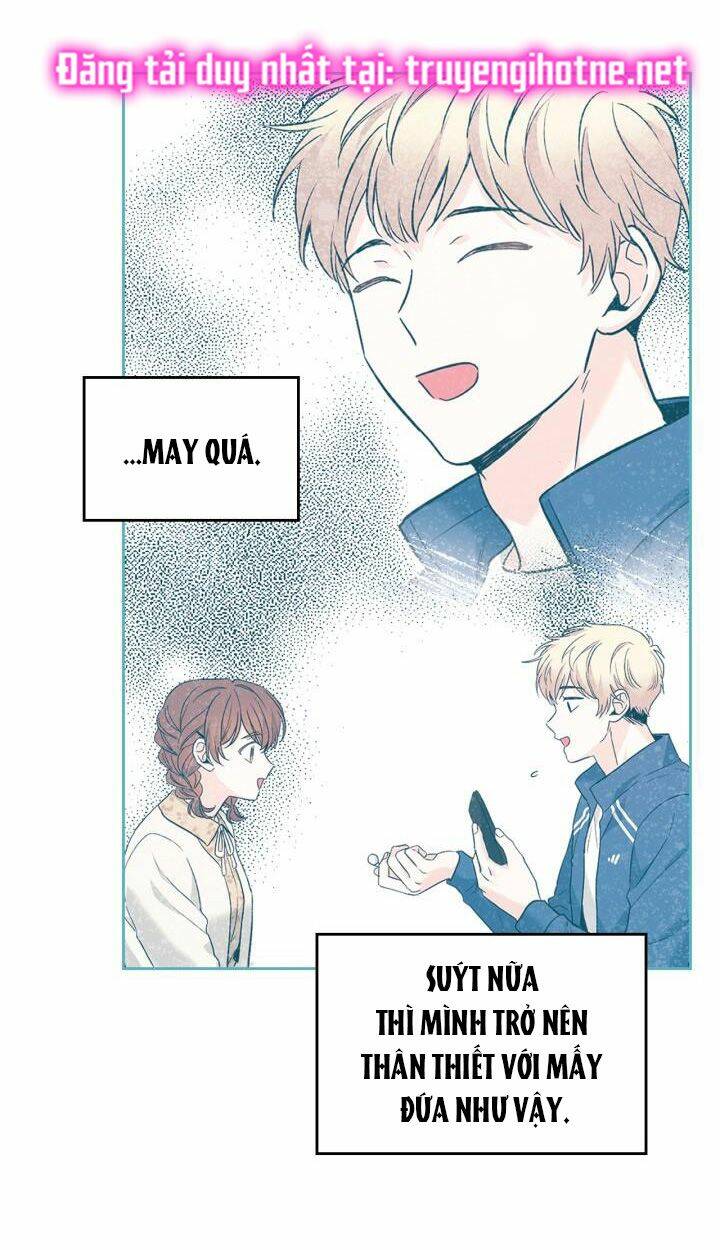 Đăng tải duy nhất tại: truyengihotne.net
...MAY QUÁ.
SUÝT NỮA
THÌ MÌNH TRỞ NÊN
THÂN THIẾT VỚI MẤY
ĐỨA NHƯ VẬY.